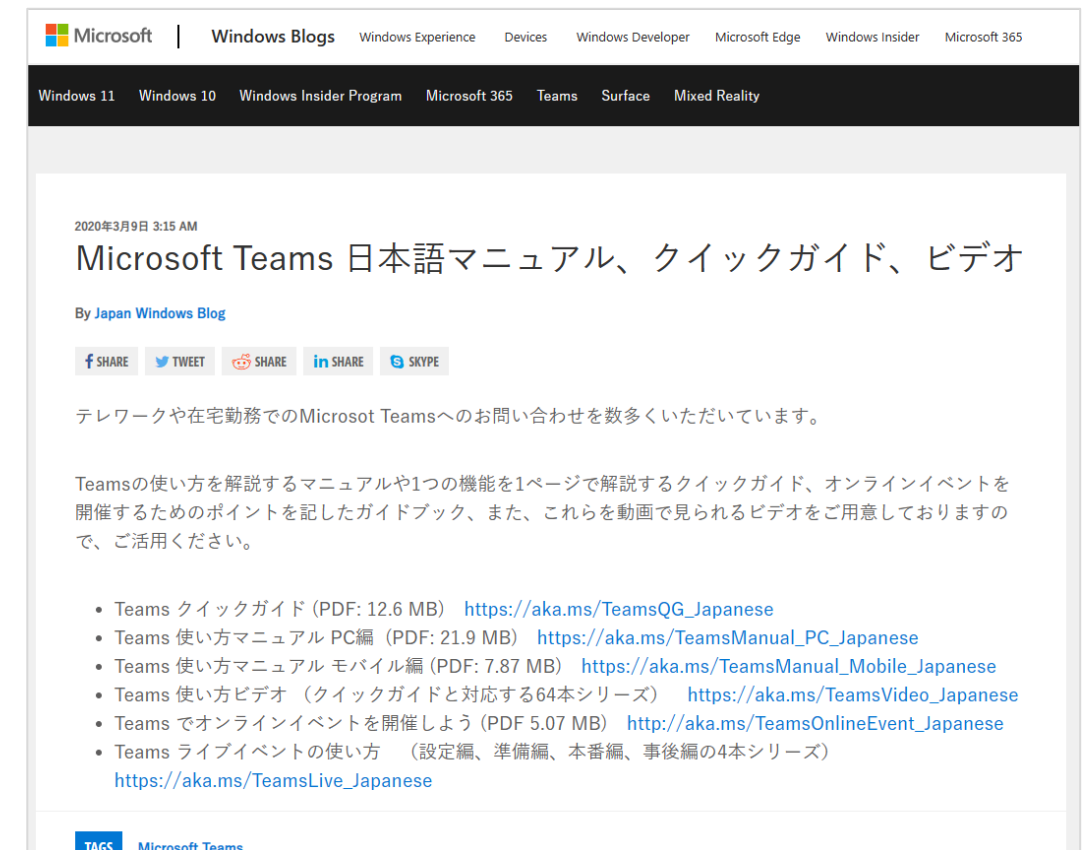 Microsoft | Windows Blogs Windows Experience Devices Windows Developer Microsoft Edge Windows Insider Microsoft 365
Windows 11 Windows 10 Windows Insider Program Microsoft 365 Teams Surface Mixed Reality
2020年3月9日 3:15 AM
Microsoft Teams 日本語マニュアル、クイックガイド、ビデオ
By Japan Windows Blog
SHARE TWEET SHARE SHARE SKYPE
テレワークや在宅勤務でのMicrosot Teamsへのお問い合わせを数多くいただいています。
Teamsの使い方を解説するマニュアルや1つの機能を1ページで解説するクイックガイド、オンラインイベントを
開催するためのポイントを記したガイドブック、また、これらを動画で見られるビデオをご用意しておりますの
で、ご活用ください。
• Teams クイックガイド (PDF: 12.6 MB) https://aka.ms/TeamsQG_Japanese
• Teams 使い方マニュアル PC編 (PDF: 21.9 MB) https://aka.ms/TeamsManual_PC_Japanese
• Teams 使い方マニュアル モバイル編 (PDF: 7.87 MB) https://aka.ms/TeamsManual_Mobile_Japanese
• Teams 使い方ビデオ （クイックガイドと対応する64本シリーズ） https://aka.ms/TeamsVideo_Japanese
• Teams でオンラインイベントを開催しよう (PDF 5.07 MB) http://aka.ms/TeamsOnlineEvent_Japanese
• Teams ライブイベントの使い方 （設定編、準備編、本番編、事後編の4本シリーズ）
https://aka.ms/TeamsLive_Japanese
TAGS Microsoft Teams